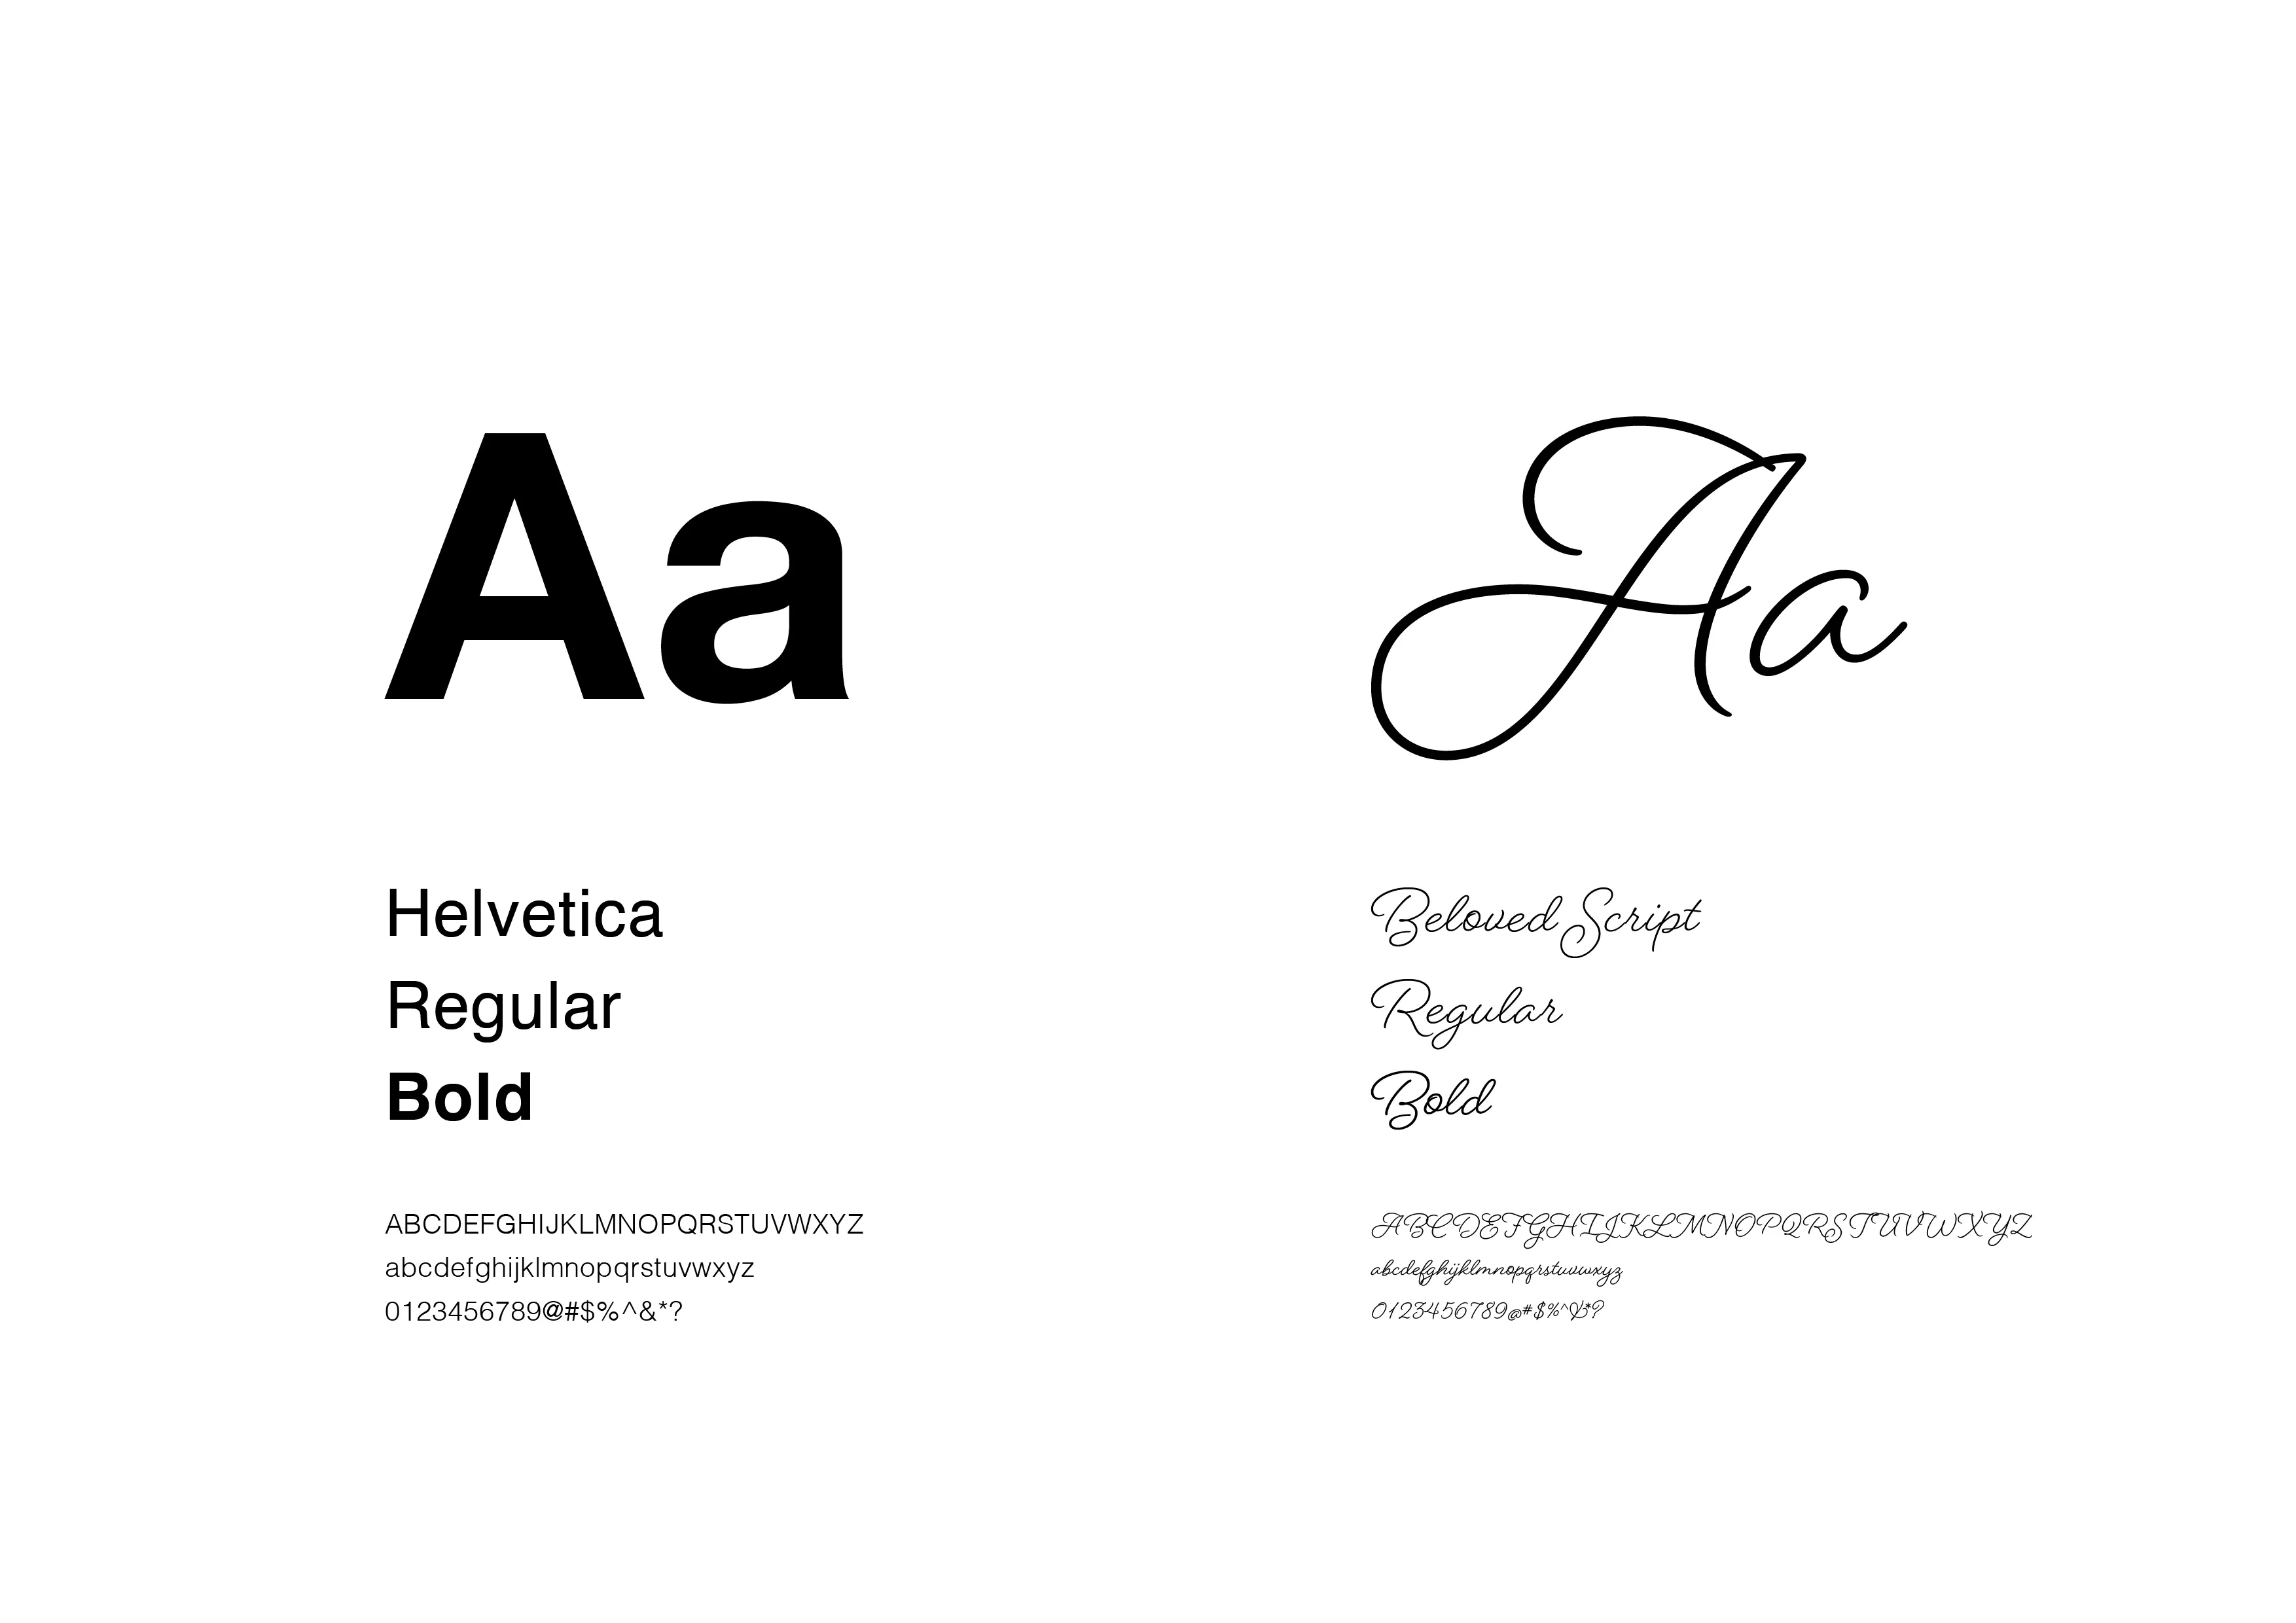 Aa
Helvetica
Regular
Bold
ABCDEFGHIJKLMNOPQRSTUVWXYZ
abcdefghijklmnopqrstuvwxyz
0123456789@#$%^&*?
Aa
Beloved Script
Regular
Bold
ABCDEFGHIJKLMNOPQRSTUVWXYZ
abcdefghijklmnopqrstuvwxyz
0123456789@#$%^&*?